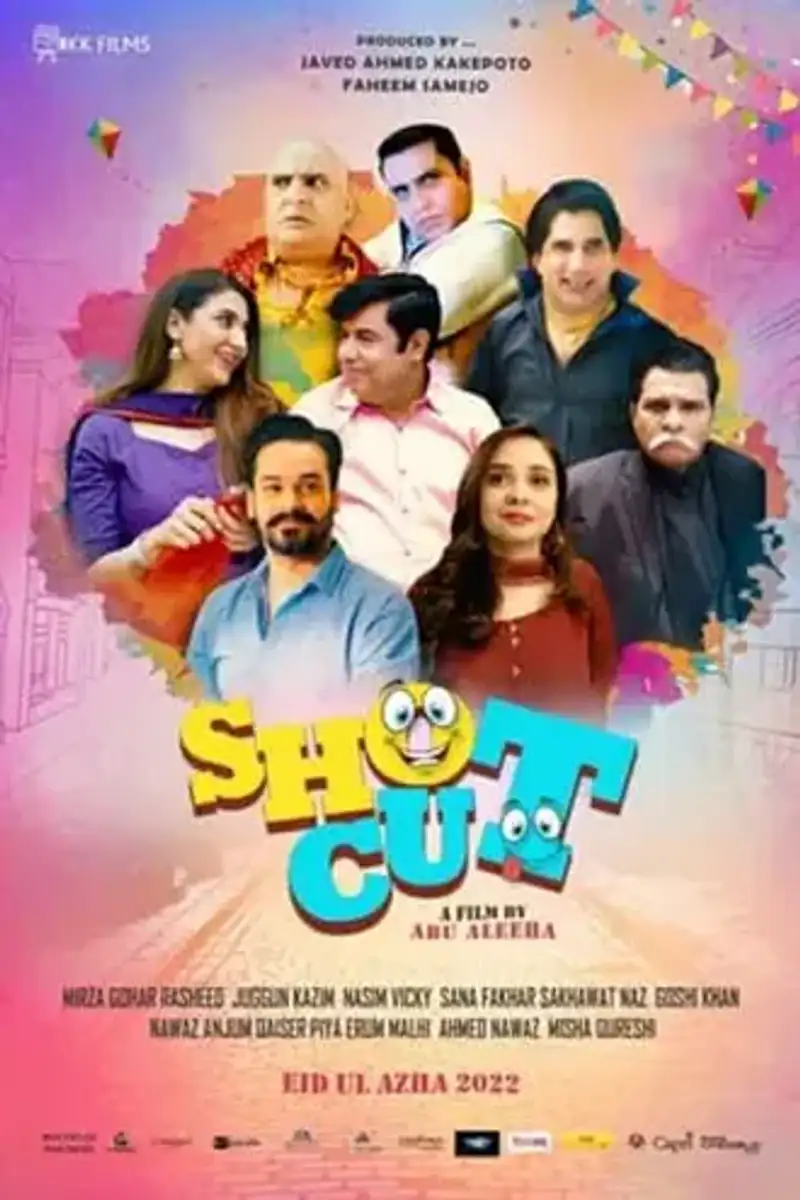 KK FILMS
PRODUCED BY ...
JAVED AHMED KAKEPOTO
FAHEEM SAMEJO
SHOT
CUT
A FILM BY
ABU ALEEHA
MIRZA GOHAR RASHEED JUGGUN KAZIM NASIM VICKY SANA FAKHAR SAKHAWAT NAZ GOSHI KHAN
NAWAZ ANJUM QAISER PIYA ERUM MALHI AHMED NAWAZ MISHA QURESHI
EID UL AZHA 2022
Capri